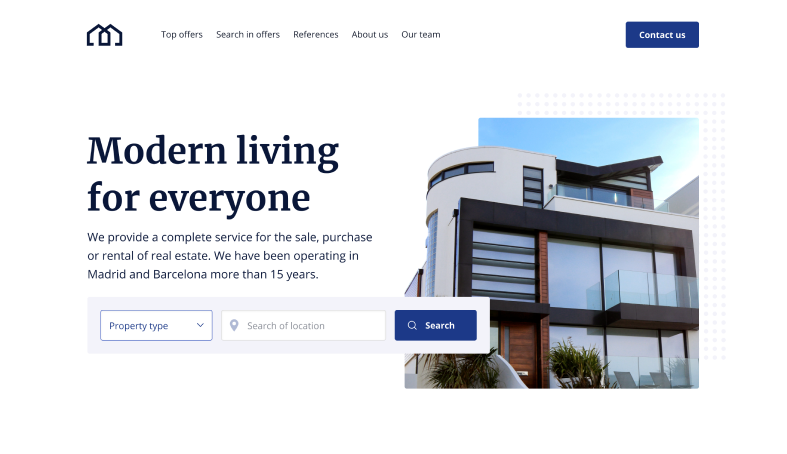 Top offers Search in offers References About us Our team Contact us
Modern living
for everyone
We provide a complete service for the sale, purchase
or rental of real estate. We have been operating in
Madrid and Barcelona more than 15 years.
Property type Search of location Search